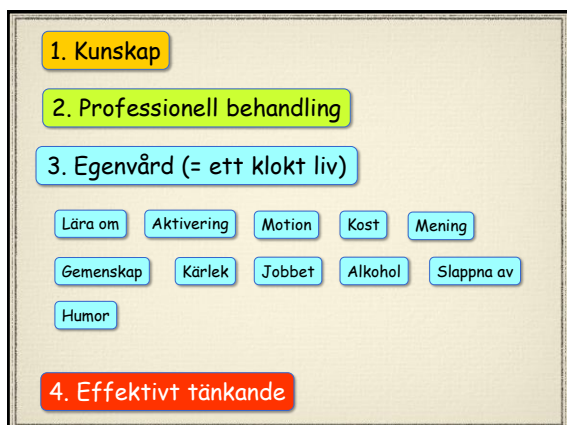 1. Kunskap
2. Professionell behandling
3. Egenvård (= ett klokt liv)
Lära om Aktivering Motion Kost Mening
Gemenskap Kärlek Jobbet Alkohol Slappna av
Humor
4. Effektivt tänkande